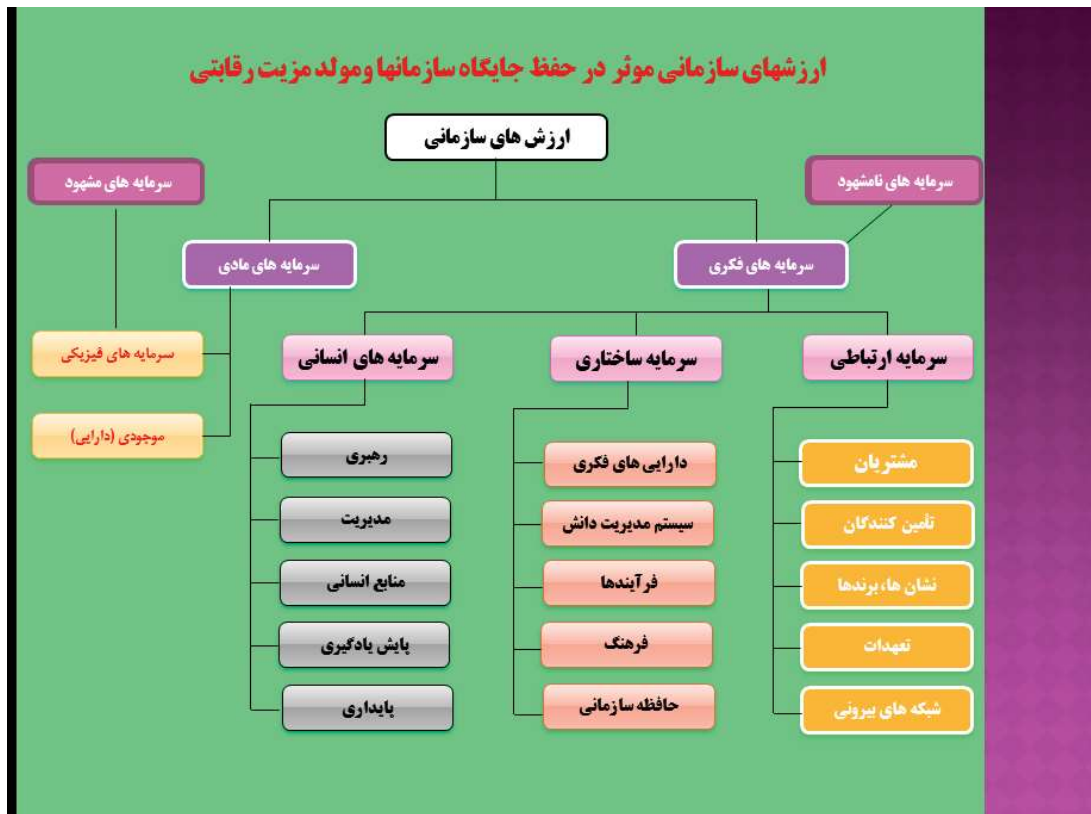 ارزشهای سازمانی موثر در حفظ جایگاه سازمانها ومولد مزیت رقابتی
ارزش های سازمانی
سرمایه های نامشهود
سرمایه های مشهود
سرمایه های فکری
سرمایه های مادی
سرمایه ارتباطی
سرمایه ساختاری
سرمایه های انسانی
سرمایه های فیزیکی
موجودی (دارایی)
مشتریان
تأمین کنندگان
نشان ها، برندها
تعهدات
شبکه های بیرونی
دارایی های فکری
سیستم مدیریت دانش
فرآیندها
فرهنگ
حافظه سازمانی
رهبری
مدیریت
منابع انسانی
پایش یادگیری
پایداری